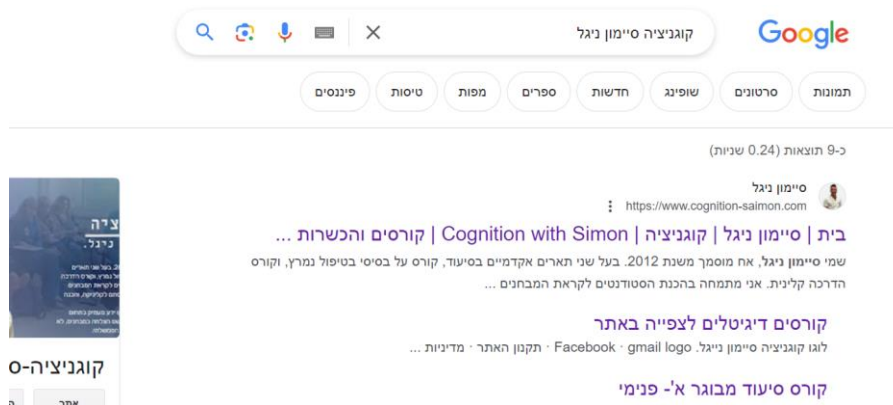 Google
קוגניציה סיימון ניגל
תמונות
סרטונים
שופינג
חדשות
ספרים
מפות
טיסות
פיננסים
כ-9 תוצאות (0.24 שניות)
סיימון ניגל
https://www.cognition-saimon.com
בית | סיימון ניגל | קוגניציה | Cognition with Simon | קורסים והכשרות ...
שמי סיימון ניגל, אח מוסמך משנת 2012. בעל שני תארים אקדמיים בסיעוד, קורס על בסיסי בטיפול נמרץ, וקורס
הדרכה קלינית. אני מתמחה בהכנת הסטודנטים לקראת המבחנים ...
קורסים דיגיטלים לצפייה באתר
לוגו קוגניציה סיימון נייגל. Facebook · gmail logo · תקנון האתר · מדיניות ...
קורס סיעוד מבוגר א'- פנימי
ציה
ניגל.
קוגניציה-ס
אתר